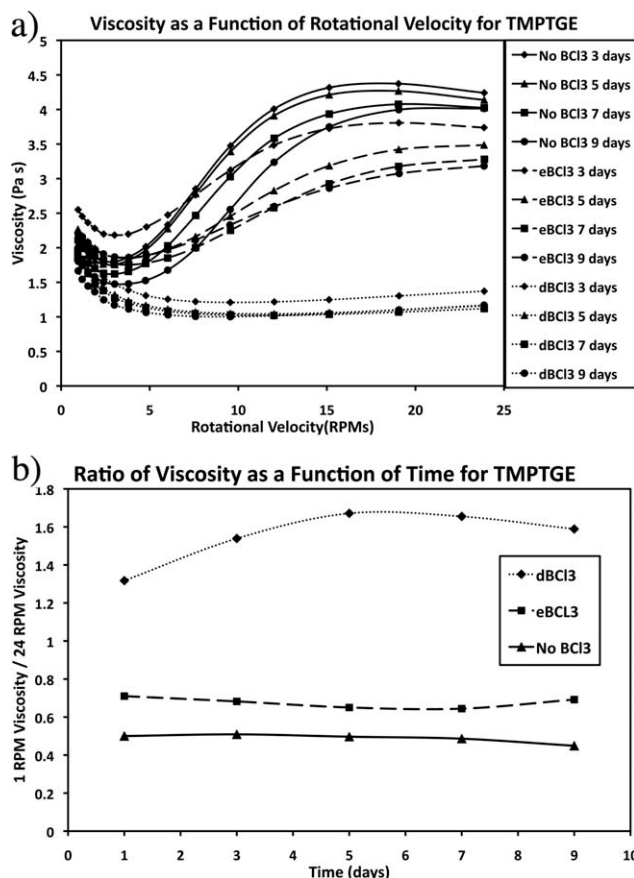 a)
Viscosity as a Function of Rotational Velocity for TMPTGE
5
4.5
4
3.5
3
2.5
2
1.5
1
0.5
0
Viscosity (Pa s)
0
5
10
15
20
25
Rotational Velocity(RPMs)
No BCl3 3 days
No BCl3 5 days
No BCl3 7 days
No BCl3 9 days
eBCl3 3 days
eBCl3 5 days
eBCl3 7 days
eBCl3 9 days
dBCl3 3 days
dBCl3 5 days
dBCl3 7 days
dBCl3 9 days
b)
Ratio of Viscosity as a Function of Time for TMPTGE
1.8
1.6
1.4
1.2
1
0.8
0.6
0.4
0.2
0
1 RPM Viscosity / 24 RPM Viscosity
dBCl3
eBCL3
No BCl3
0
1
2
3
4
5
6
7
8
9
10
Time (days)